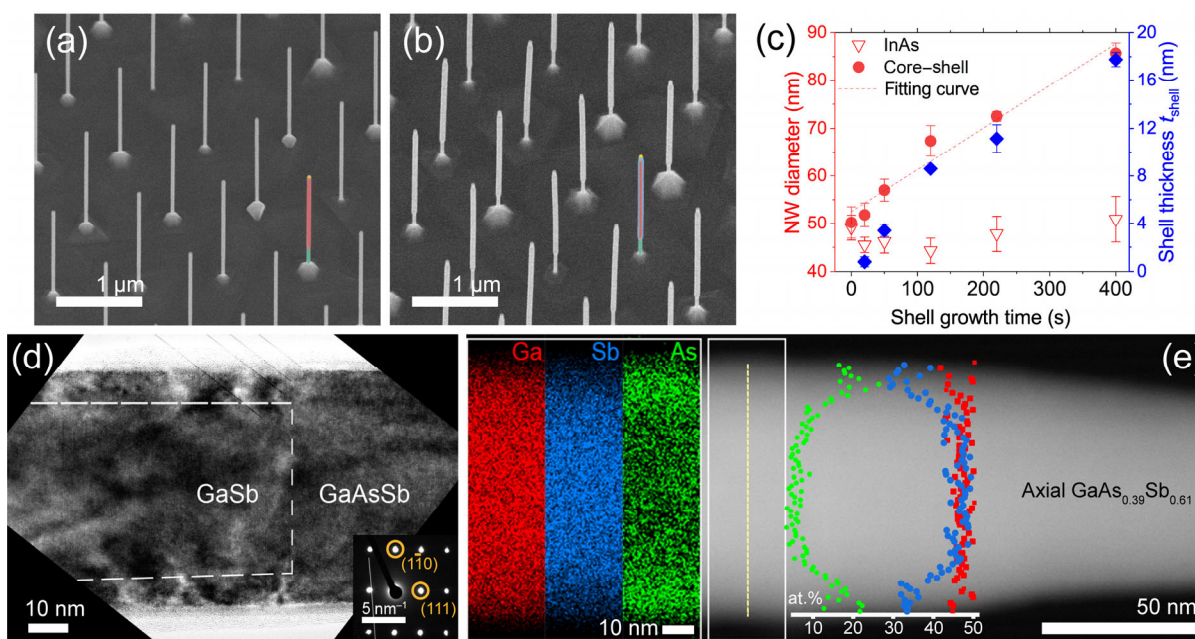 (a)
1 μm
(b)
1 μm
(c)
NW diameter (nm)
90
80
70
60
50
40
InAs
Core–shell
Fitting curve
0
100
200
300
400
Shell growth time (s)
20
16
12
8
4
0
Shell thickness tshell (nm)
(d)
GaSb
GaAsSb
10 nm
(1̄10)
(111)
5 nm⁻¹
Ga
Sb
As
10 nm
(e)
Axial GaAs0.39Sb0.61
at.%
10 20 30 40 50
50 nm